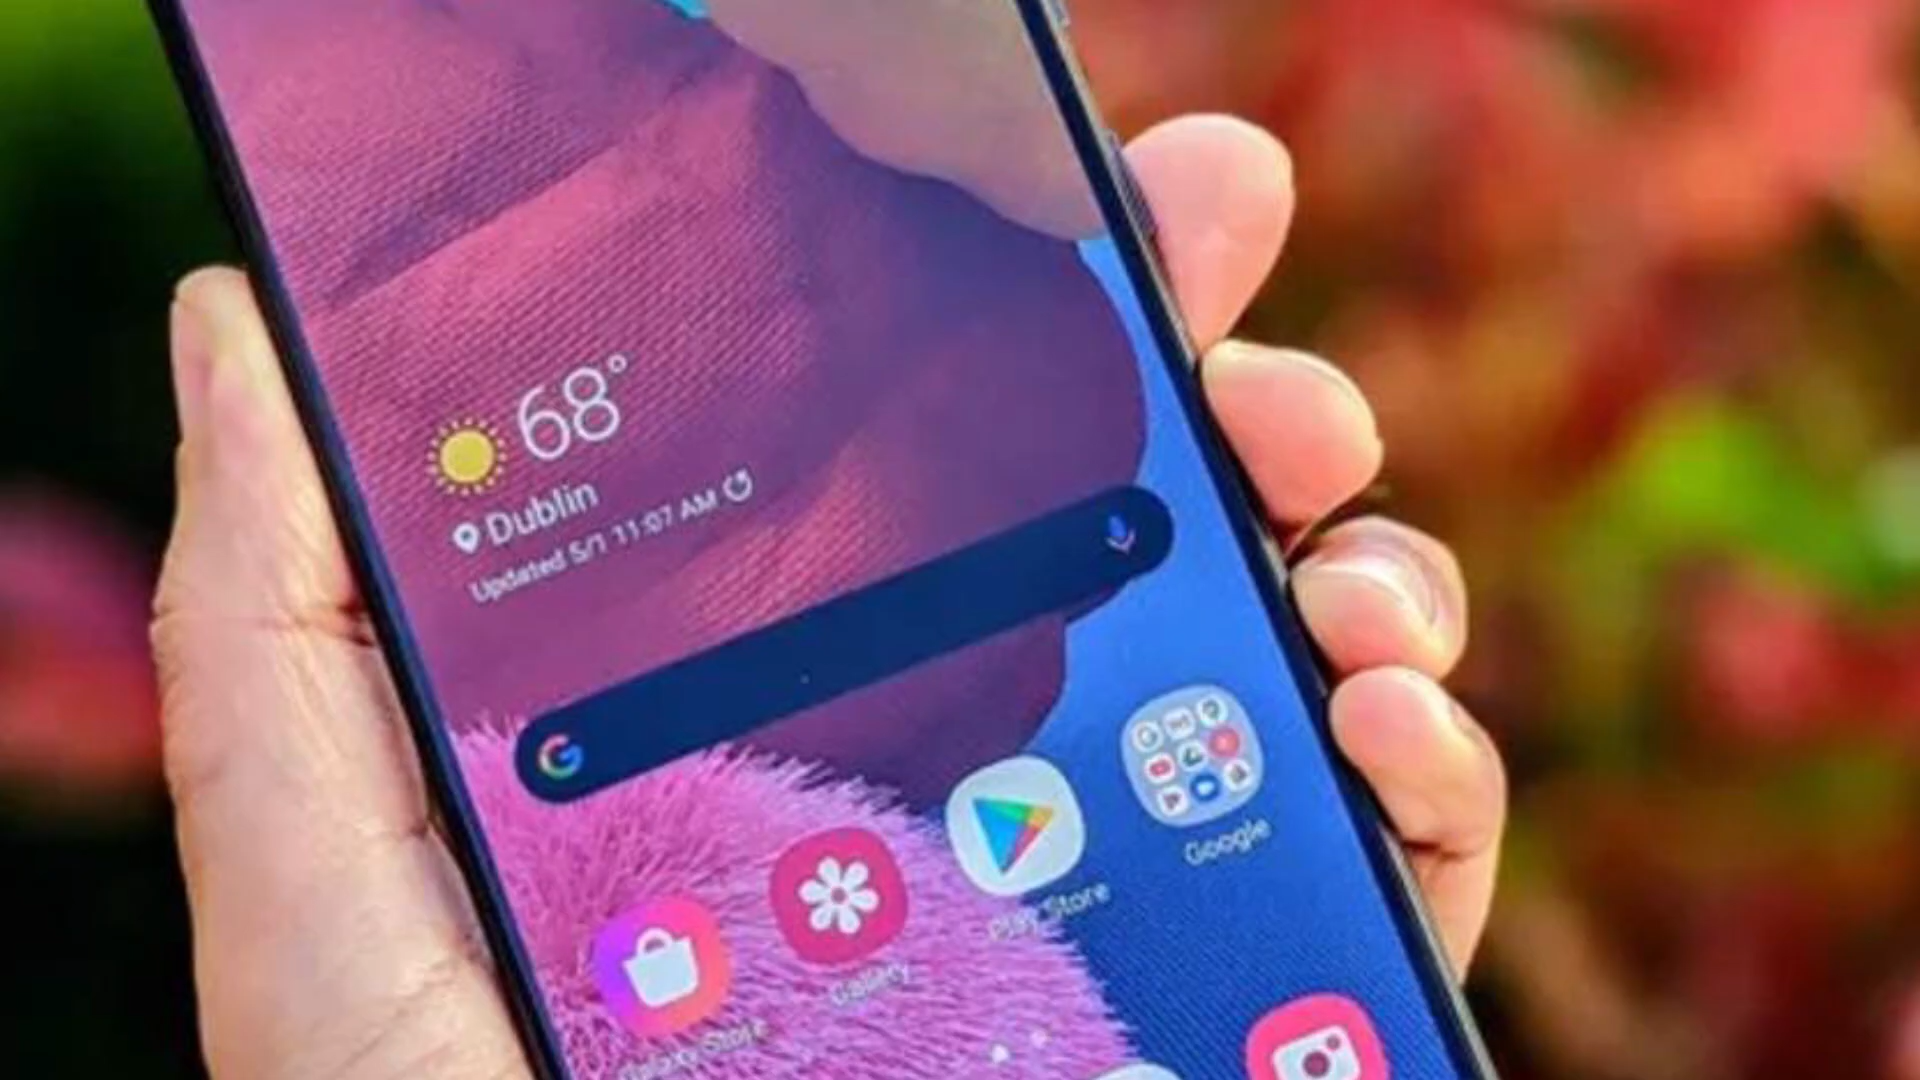 68°
Dublin
Updated 5/1 11:07 AM
Google
Play Store
Gallery
Galaxy Store